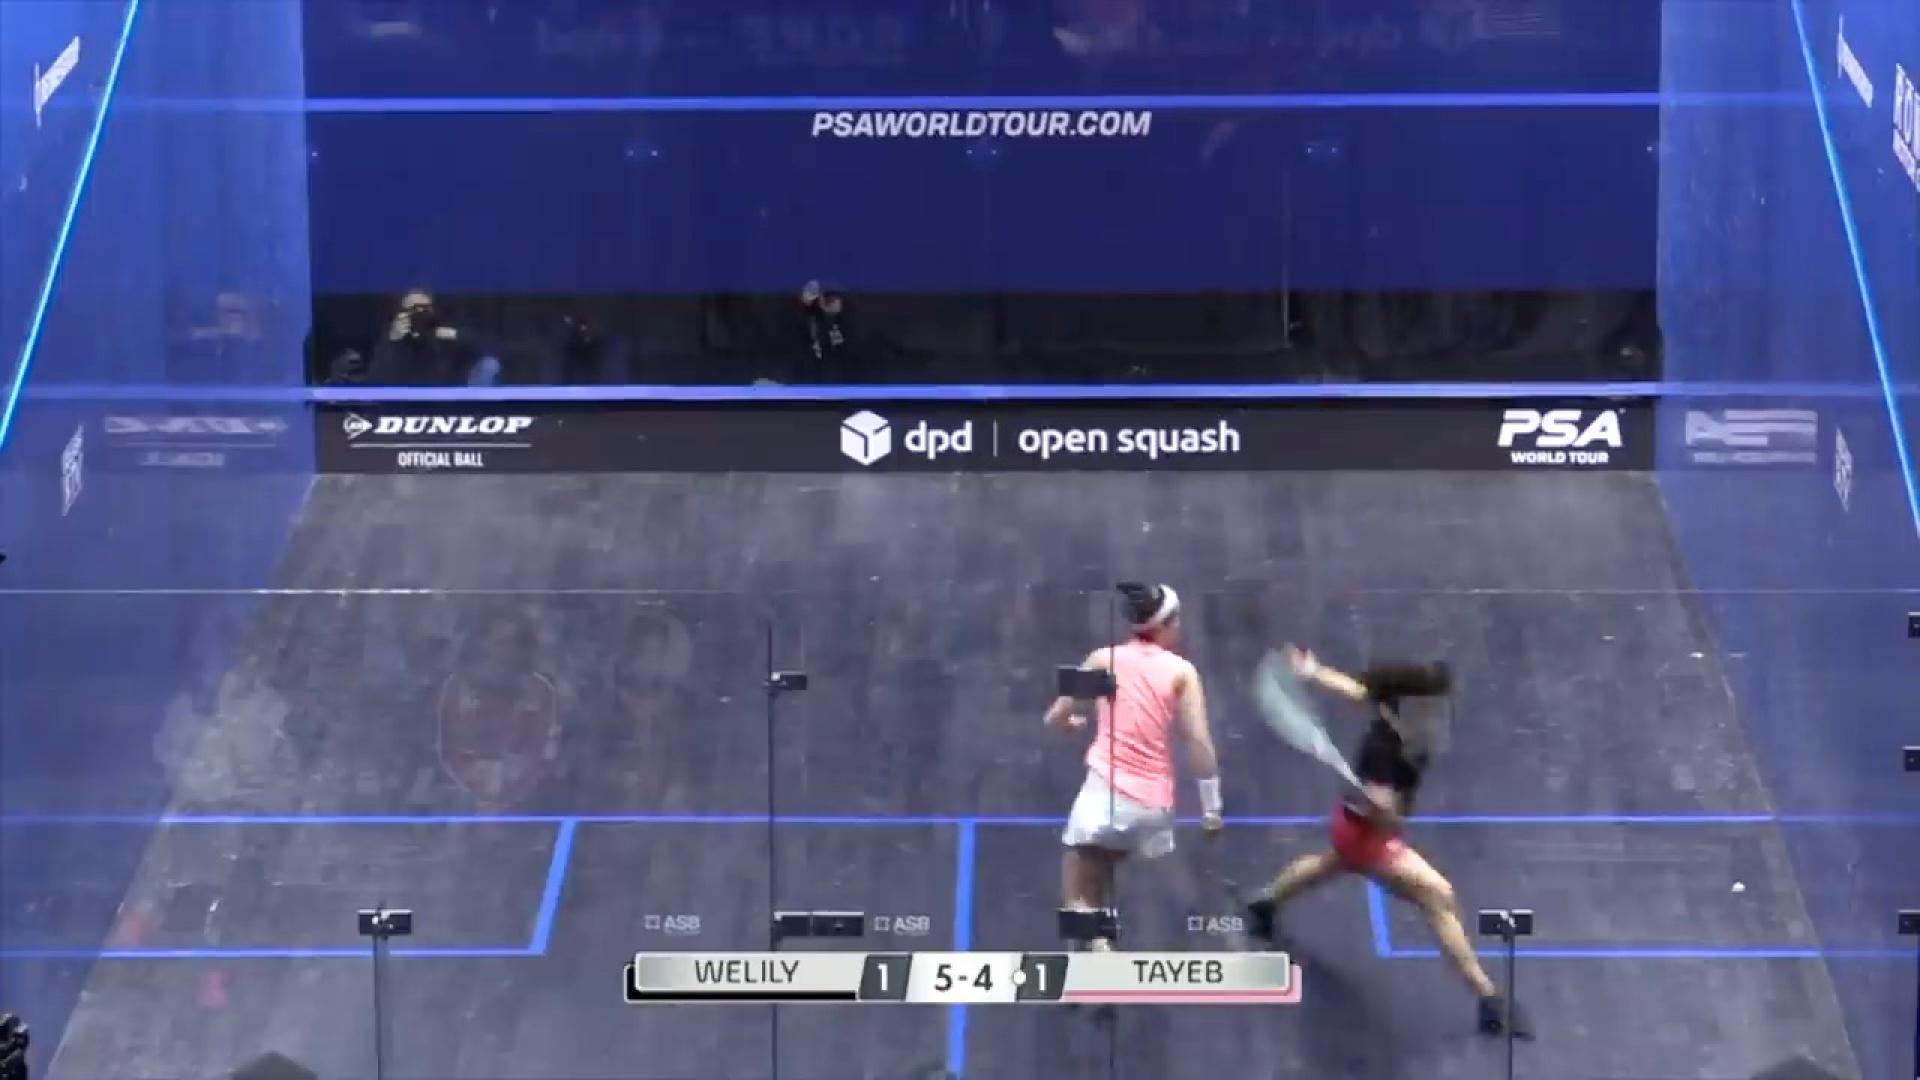 PSAWORLDTOUR.COM
DUNLOP
OFFICIAL BALL
dpd | open squash
PSA
WORLD TOUR
ASB
ASB
ASB
WELILY 1 5-4 1 TAYEB